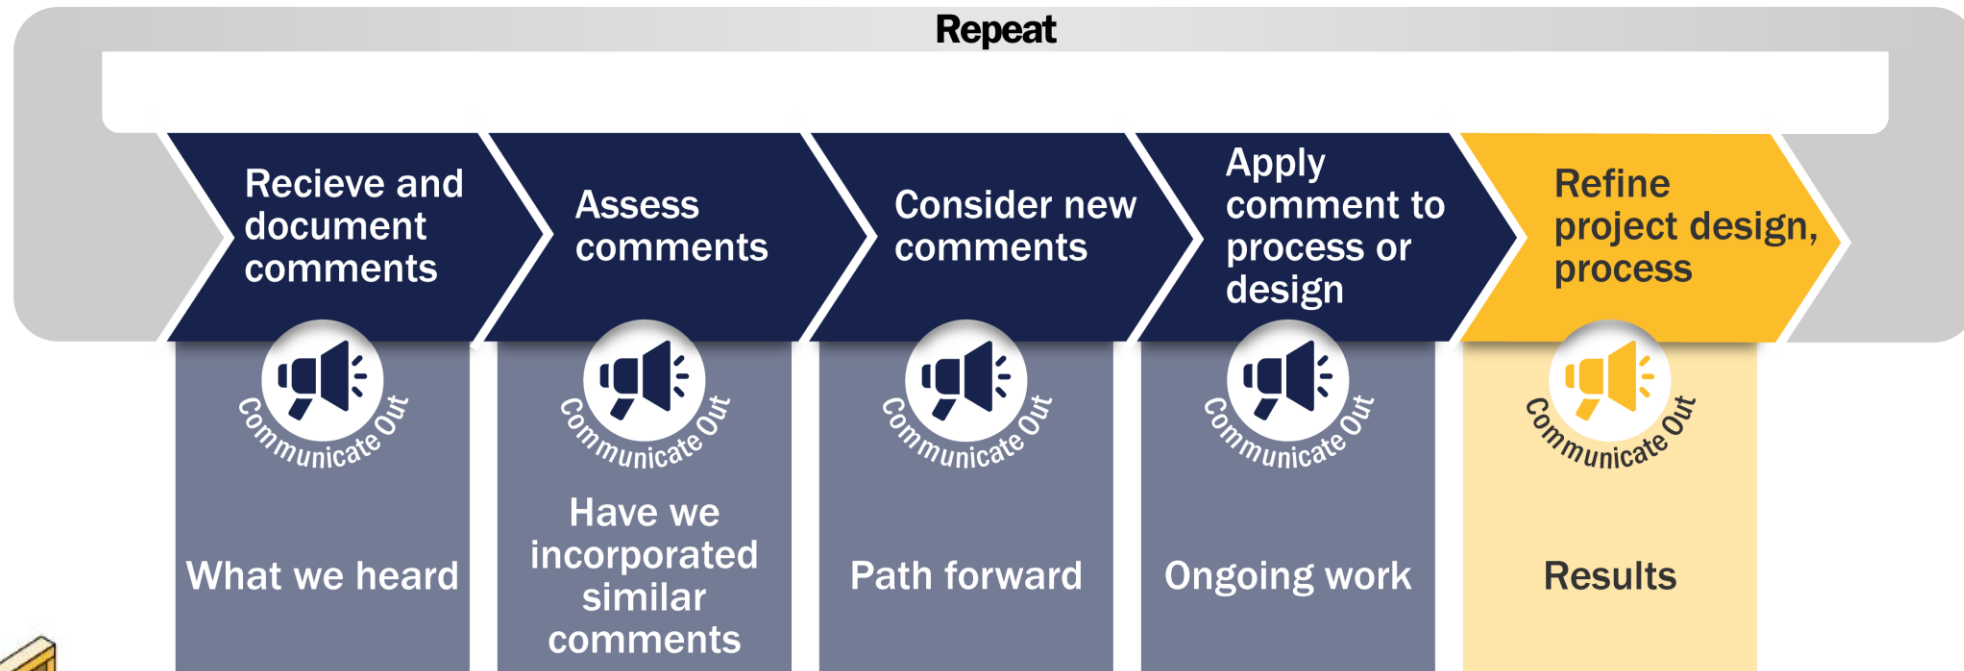 Repeat
Recieve and
document
comments
Assess
comments
Consider new
comments
Apply
comment to
process or
design
Refine
project design,
process
Communicate Out
Communicate Out
Communicate Out
Communicate Out
Communicate Out
What we heard
Have we
incorporated
similar
comments
Path forward
Ongoing work
Results